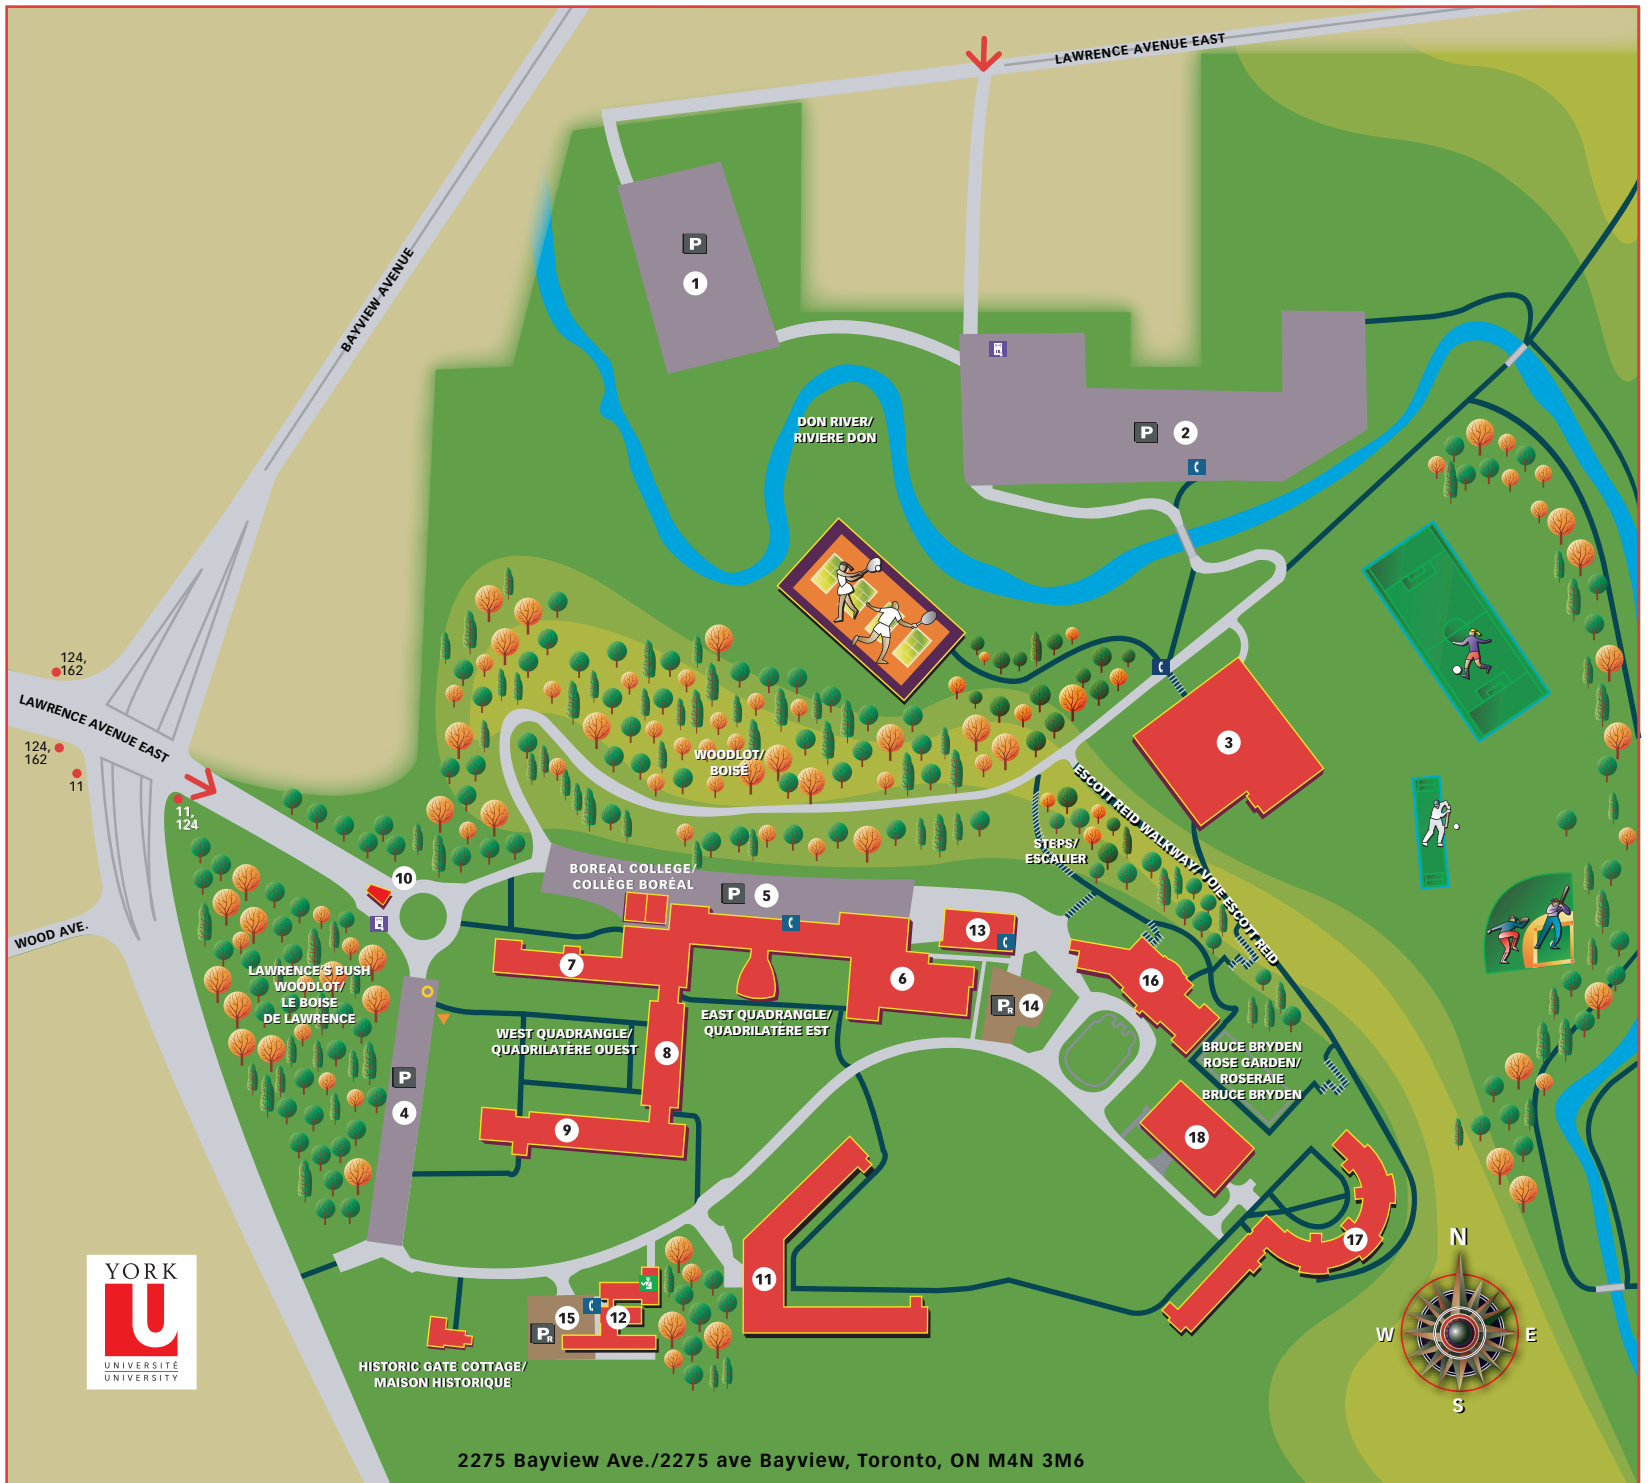 LAWRENCE AVENUE EAST
BAYVIEW AVENUE
P
1
P
2
DON RIVER/
RIVIERE DON
124,
162
LAWRENCE AVENUE EAST
124,
162
11
11,
124
WOODLOT/
BOISÉ
3
ESCOTT REID WALKWAY/ VOIE ESCOTT REID
STEPS/
ESCALIER
BOREAL COLLEGE/
COLLÈGE BORÉAL
P
5
10
WOOD AVE.
13
7
6
16
LAWRENCE'S BUSH
WOODLOT/
LE BOISE
DE LAWRENCE
PR
14
EAST QUADRANGLE/
QUADRILATÈRE EST
WEST QUADRANGLE/
QUADRILATÈRE OUEST
8
BRUCE BRYDEN
ROSE GARDEN/
ROSERAIE
BRUCE BRYDEN
P
4
9
18
17
11
15
12
PR
HISTORIC GATE COTTAGE/
MAISON HISTORIQUE
YORK
U
UNIVERSITÉ
UNIVERSITY
N
W
E
S
2275 Bayview Ave./2275 ave Bayview, Toronto, ON M4N 3M6